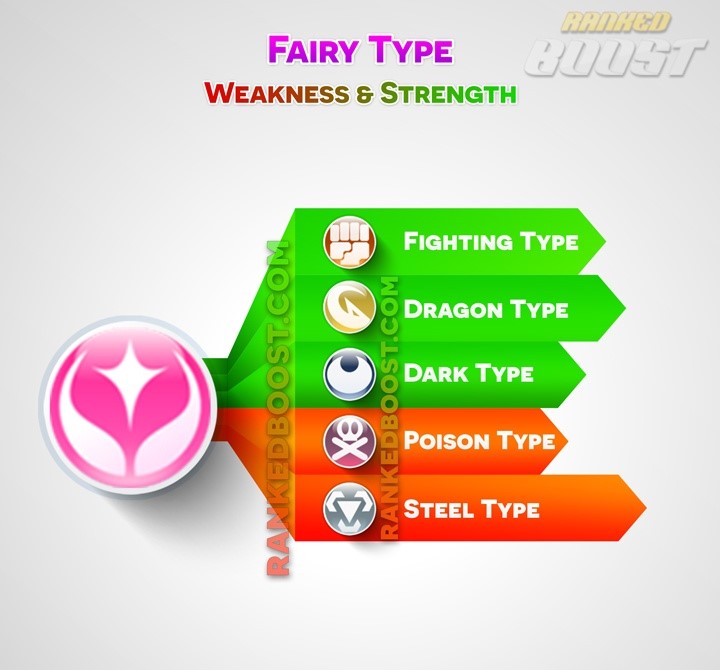 RANKED
BOOST
FAIRY TYPE
WEAKNESS & STRENGTH
FIGHTING TYPE
DRAGON TYPE
DARK TYPE
POISON TYPE
STEEL TYPE
RANKEDBOOST.COM
RANKEDBOOST.COM